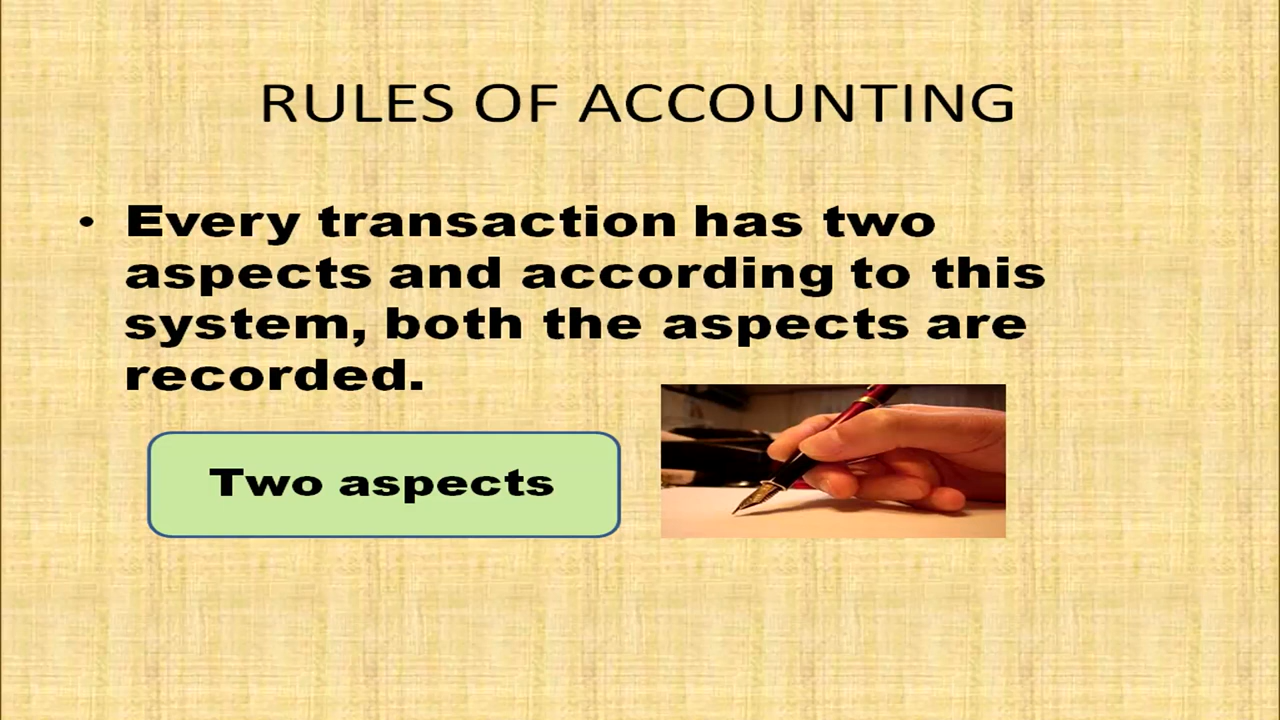 RULES OF ACCOUNTING
• Every transaction has two
aspects and according to this
system, both the aspects are
recorded.
Two aspects